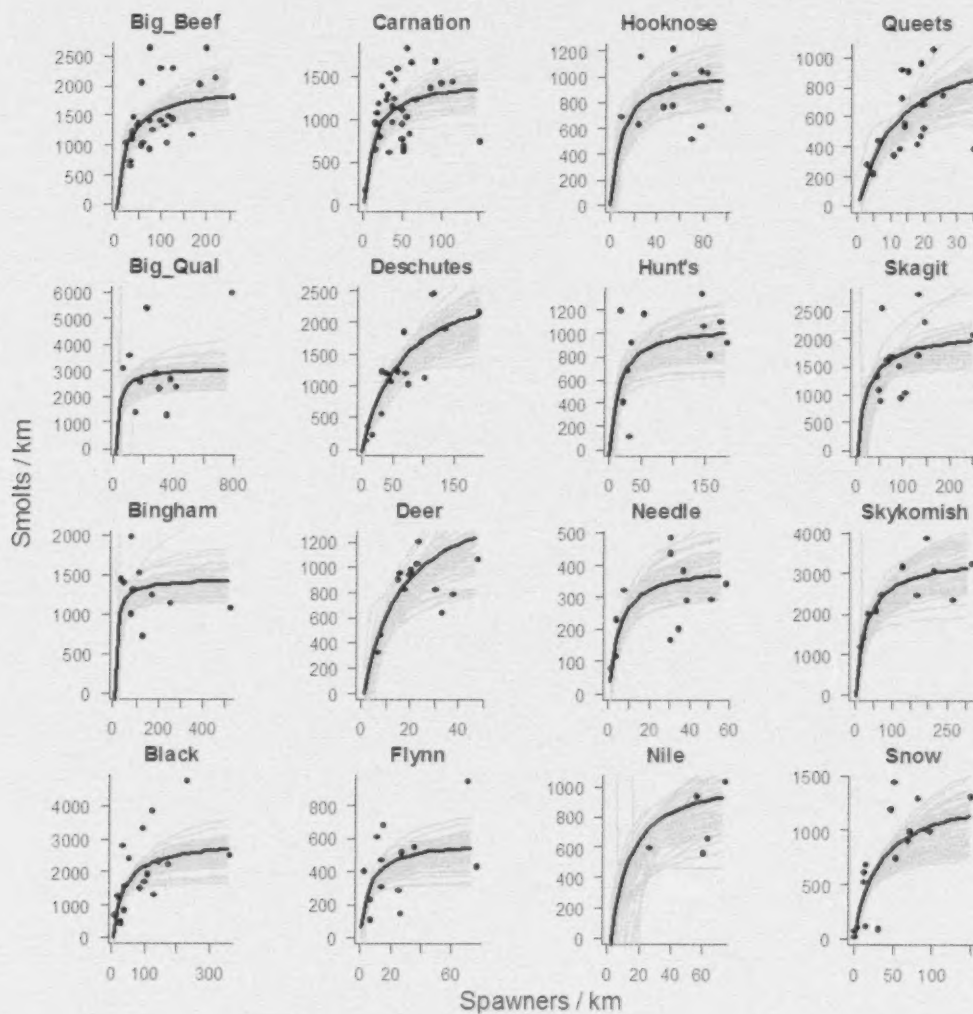 Big_Beef
2500
2000
1500
1000
500
0
0 100 200
Carnation
1500
1000
500
0
0 50 100
Hooknose
1200
1000
800
600
400
200
0
0 40 80
Queets
1000
800
600
400
200
0
0 10 20 30
Big_Qual
6000
5000
4000
3000
2000
1000
0
0 200 400 800
Deschutes
2500
2000
1500
1000
500
0
0 50 150
Hunt's
1200
1000
800
600
400
200
0
0 50 150
Skagit
2500
2000
1500
1000
500
0
0 100 200
Bingham
2000
1500
1000
500
0
0 200 400
Deer
1200
1000
800
600
400
200
0
0 20 40
Needle
500
400
300
200
100
0
0 20 40 60
Skykomish
4000
3000
2000
1000
0
0 100 300
Black
4000
3000
2000
1000
0
0 100 300
Flynn
800
600
400
200
0
0 20 60
Nile
1000
800
600
400
200
0
0 20 40 60
Snow
1500
1000
500
0
0 50 100
Smolts / km
Spawners / km